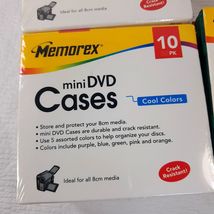 Ideal for all 8cm media
Crack
Resistant!
Memorex®
10
PK
mini DVD
Cases
Cool Colors
• Store and protect your 8cm media.
• mini DVD Cases are durable and crack resistant.
• Use 5 assorted colors to help organize your discs.
• Colors include purple, blue, green, pink and orange.
Crack
Resistant!
Ideal for all 8cm media